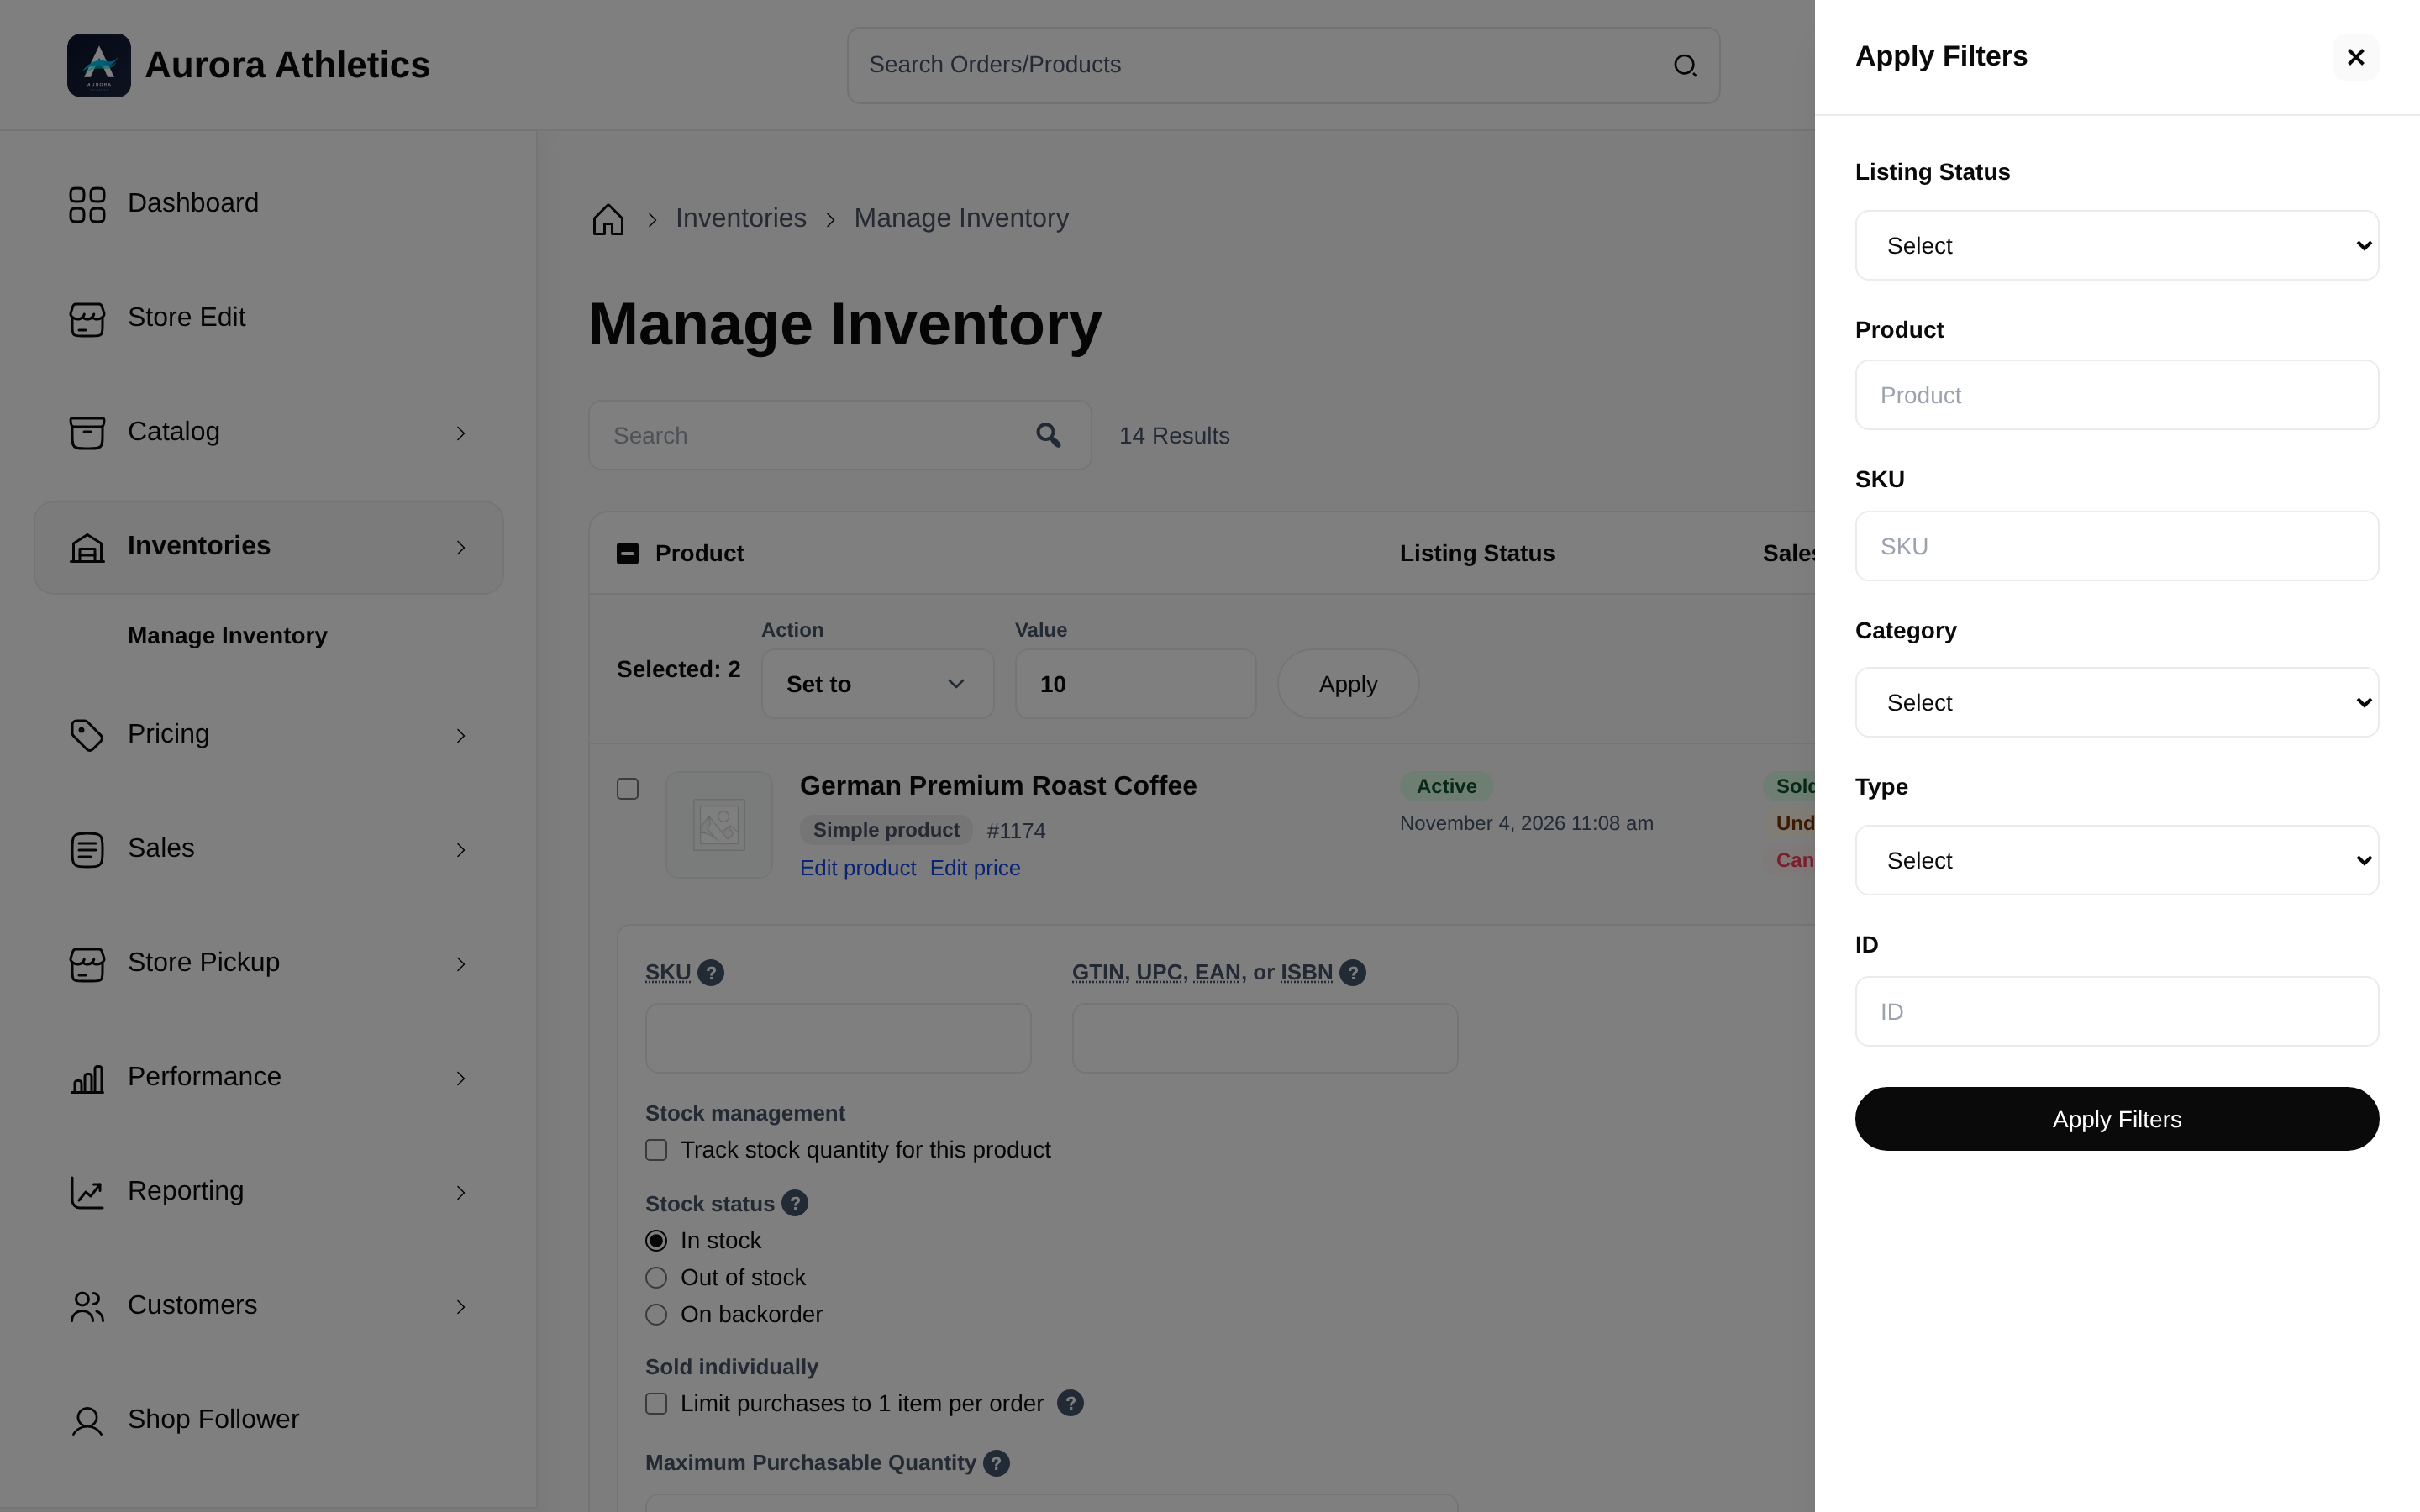 Aurora Athletics
AURORA
Search Orders/Products
Dashboard
Store Edit
Catalog
Inventories
Manage Inventory
Pricing
Sales
Store Pickup
Performance
Reporting
Customers
Shop Follower
Inventories
Manage Inventory
Manage Inventory
Search
14 Results
Product
Listing Status
Sales
Selected: 2
Action
Set to
Value
10
Apply
German Premium Roast Coffee
Simple product
#1174
Edit product
Edit price
Active
November 4, 2026 11:08 am
Sold
Und
Can
SKU ?
GTIN, UPC, EAN, or ISBN ?
Stock management
Track stock quantity for this product
Stock status ?
In stock
Out of stock
On backorder
Sold individually
Limit purchases to 1 item per order ?
Maximum Purchasable Quantity ?
Apply Filters
Listing Status
Select
Product
Product
SKU
SKU
Category
Select
Type
Select
ID
ID
Apply Filters